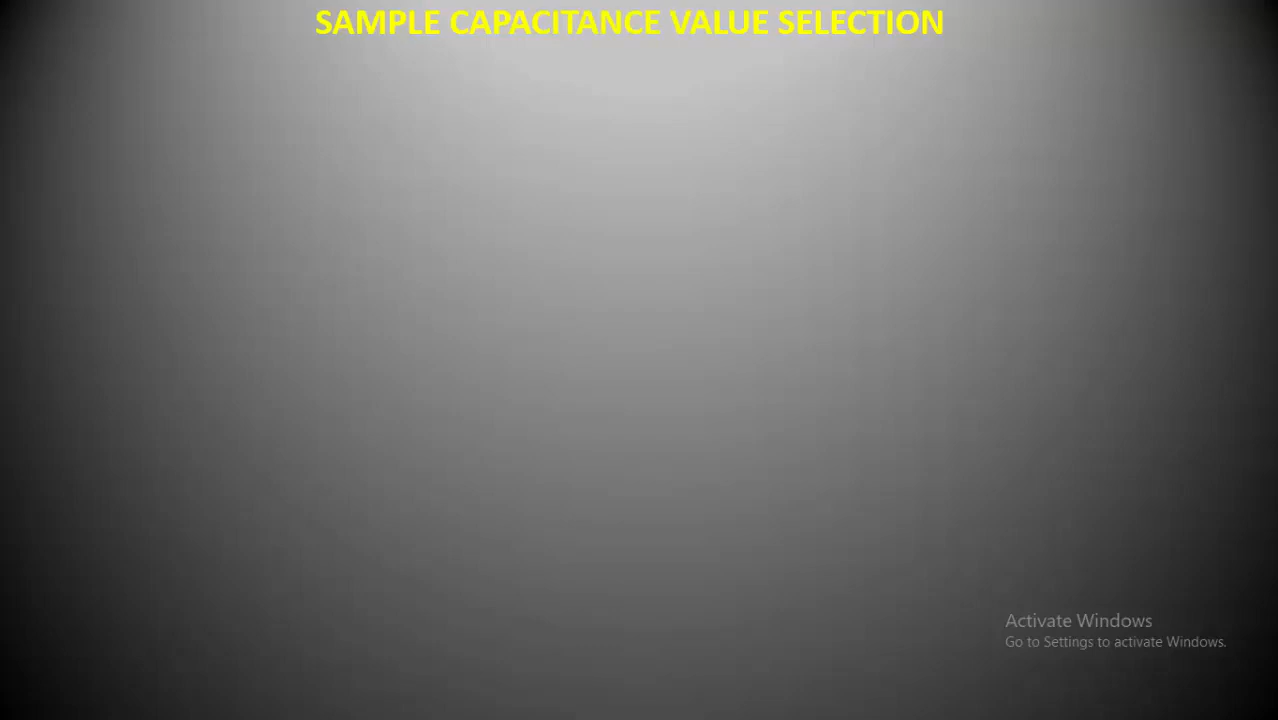 SAMPLE CAPACITANCE VALUE SELECTION
Activate Windows
Go to Settings to activate Windows.